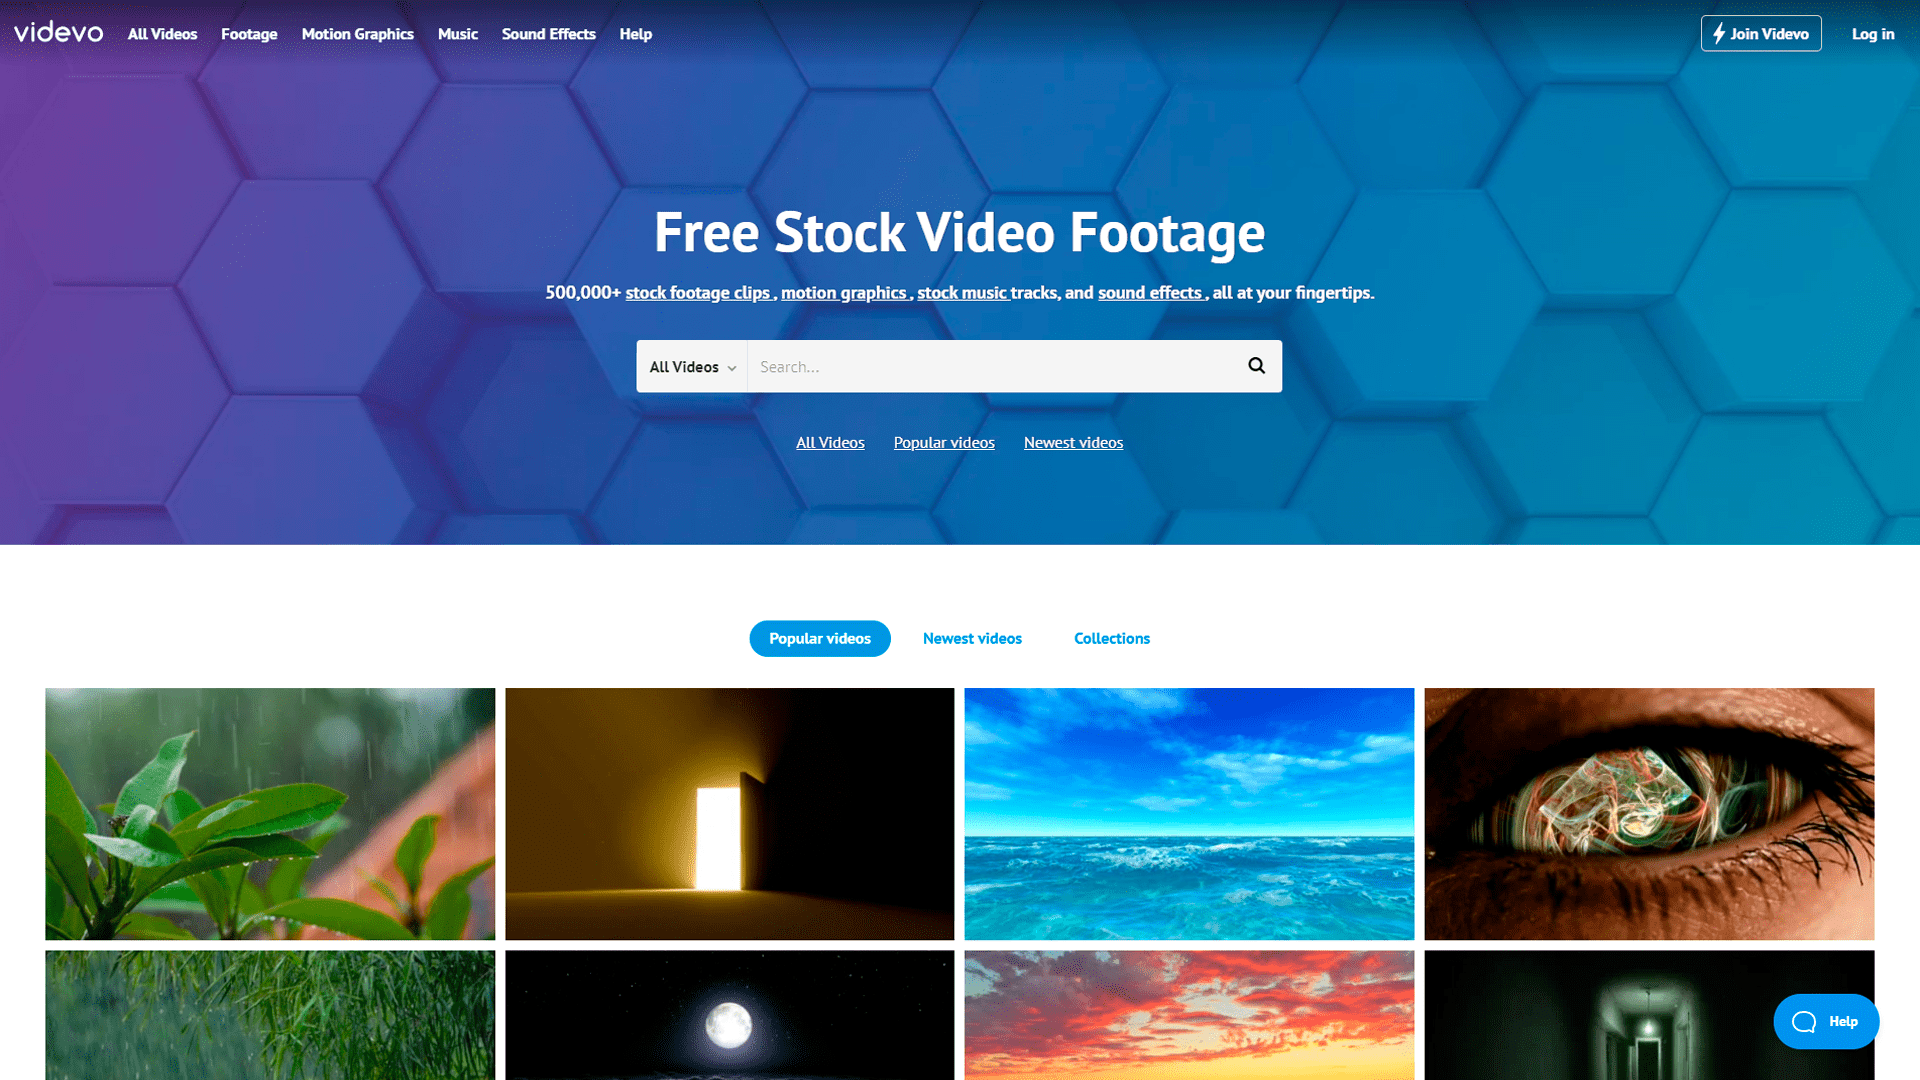 videvo All Videos Footage Motion Graphics Music Sound Effects Help Join Videvo Log in
Free Stock Video Footage
500,000+ stock footage clips , motion graphics , stock music tracks, and sound effects , all at your fingertips.
All Videos Search...
All Videos Popular videos Newest videos
Popular videos Newest videos Collections
Help